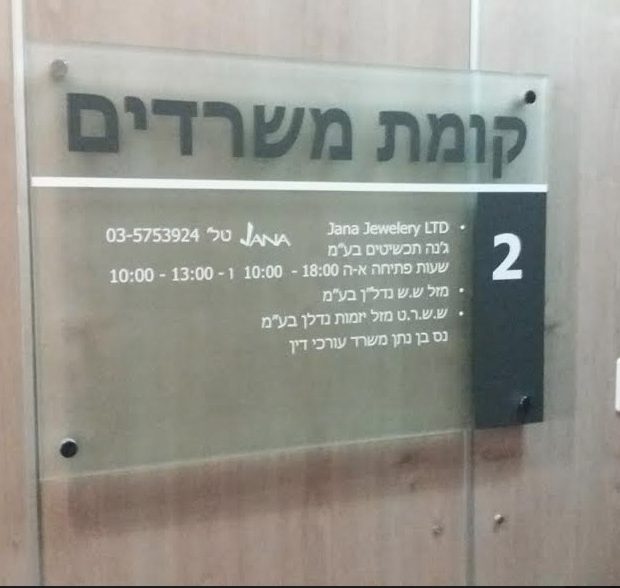 קומת משרדים
2
• Jana Jewelery LTD JANA טל' 03-5753924
ג'נה תכשיטים בע"מ
שעות פתיחה א-ה 18:00 - 10:00 ו - 13:00 - 10:00
• מזל ש.ש נדל"ן בע"מ
• ש.ש.ר.ט מזל יזמות נדלן בע"מ
נס בן נתן משרד עורכי דין